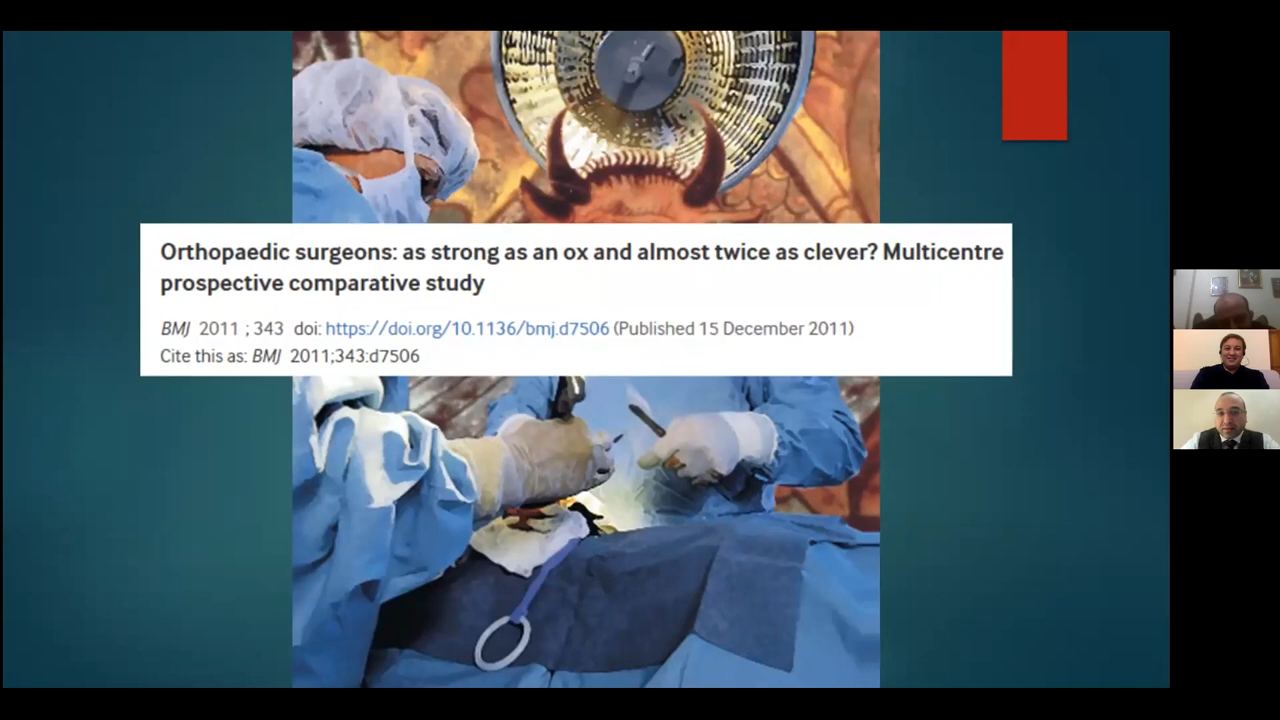 Orthopaedic surgeons: as strong as an ox and almost twice as clever? Multicentre
prospective comparative study
BMJ 2011 ; 343 doi: https://doi.org/10.1136/bmj.d7506 (Published 15 December 2011)
Cite this as: BMJ 2011;343:d7506